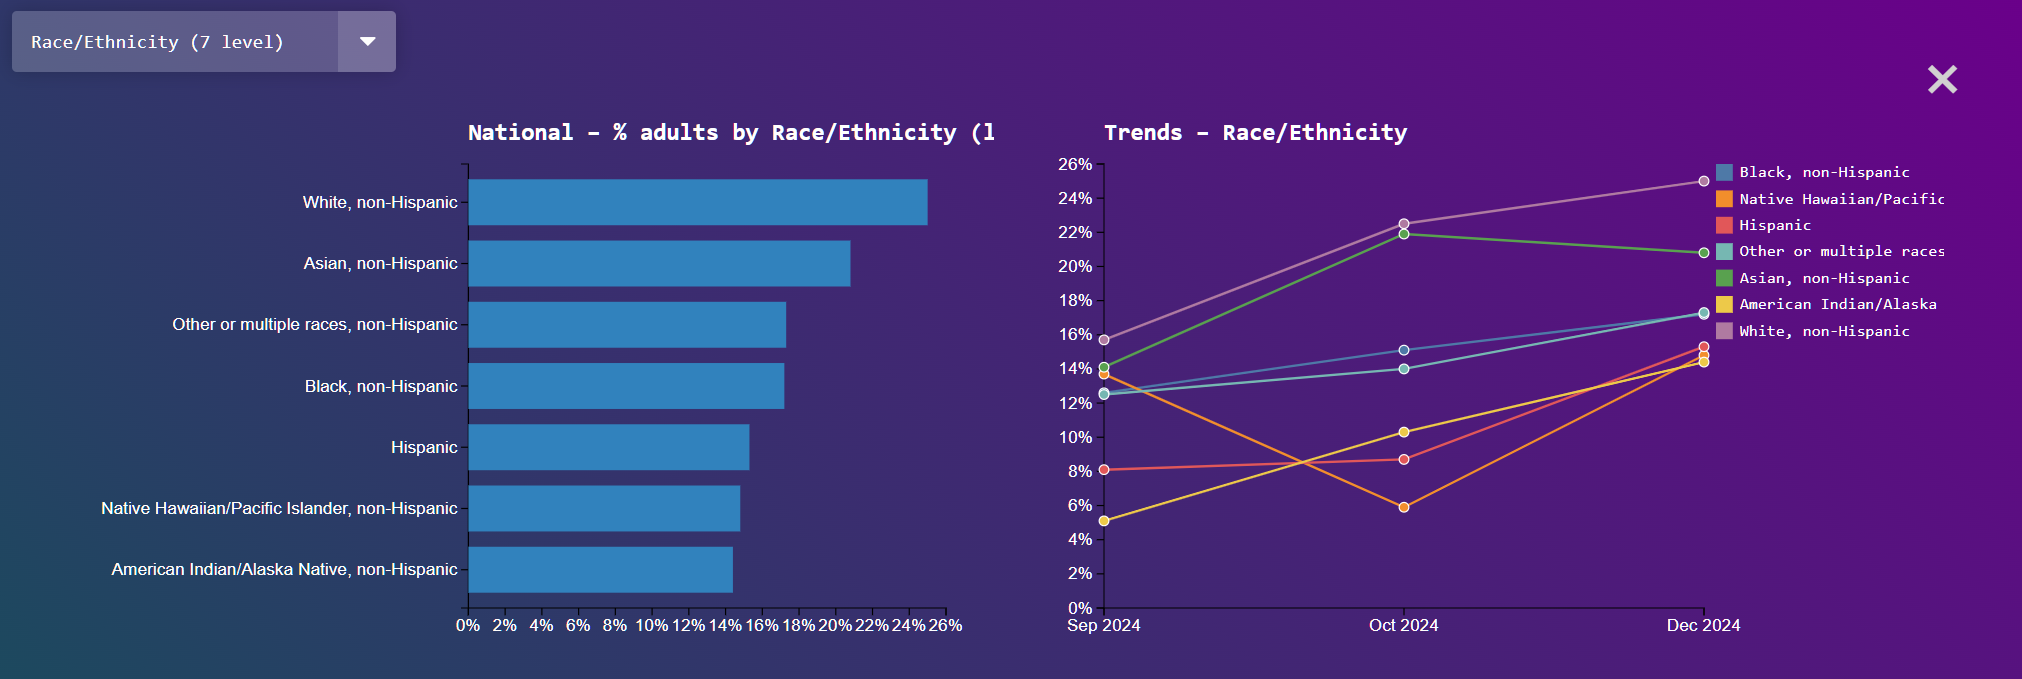 Race/Ethnicity (7 level)
National – % adults by Race/Ethnicity (l
White, non-Hispanic
Asian, non-Hispanic
Other or multiple races, non-Hispanic
Black, non-Hispanic
Hispanic
Native Hawaiian/Pacific Islander, non-Hispanic
American Indian/Alaska Native, non-Hispanic
0% 2% 4% 6% 8% 10% 12% 14% 16% 18% 20% 22% 24% 26%
Trends – Race/Ethnicity
26%
24%
22%
20%
18%
16%
14%
12%
10%
8%
6%
4%
2%
0%
Sep 2024 Oct 2024 Dec 2024
Black, non-Hispanic
Native Hawaiian/Pacific
Hispanic
Other or multiple races
Asian, non-Hispanic
American Indian/Alaska
White, non-Hispanic